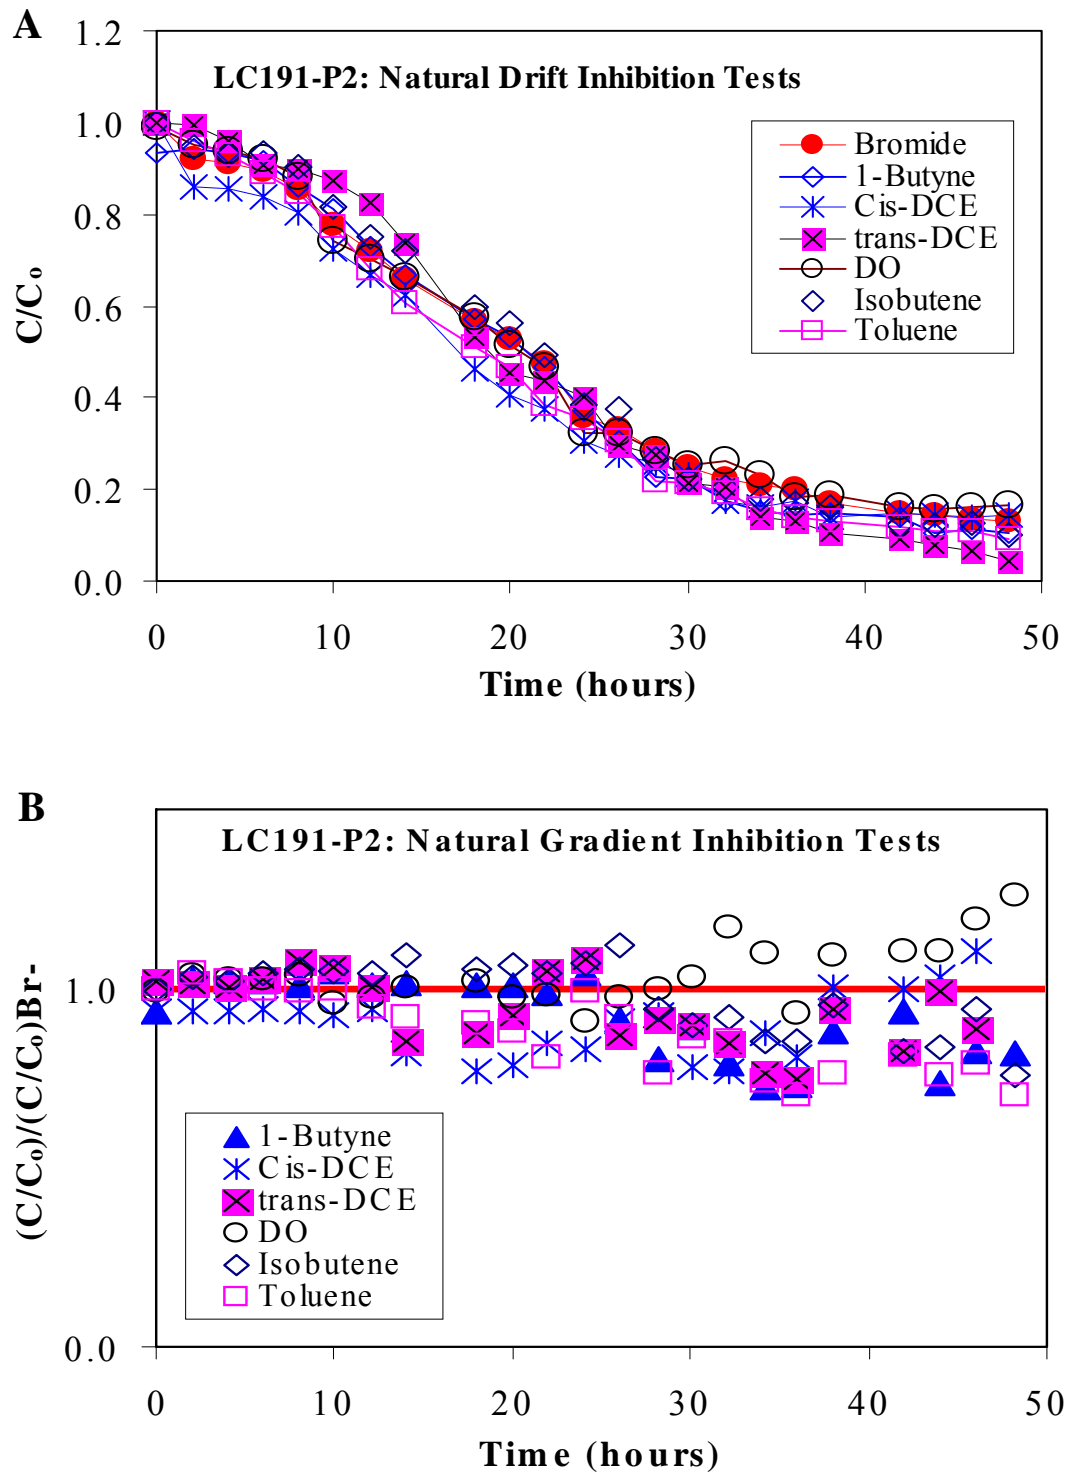 A
LC191-P2: Natural Drift Inhibition Tests
1.2
1.0
0.8
0.6
0.4
0.2
0.0
C/Co
Bromide
1-Butyne
Cis-DCE
trans-DCE
DO
Isobutene
Toluene
0 10 20 30 40 50
Time (hours)
B
LC191-P2: Natural Gradient Inhibition Tests
1.0
0.0
(C/Co)/(C/Co)Br-
1-Butyne
Cis-DCE
trans-DCE
DO
Isobutene
Toluene
0 10 20 30 40 50
Time (hours)